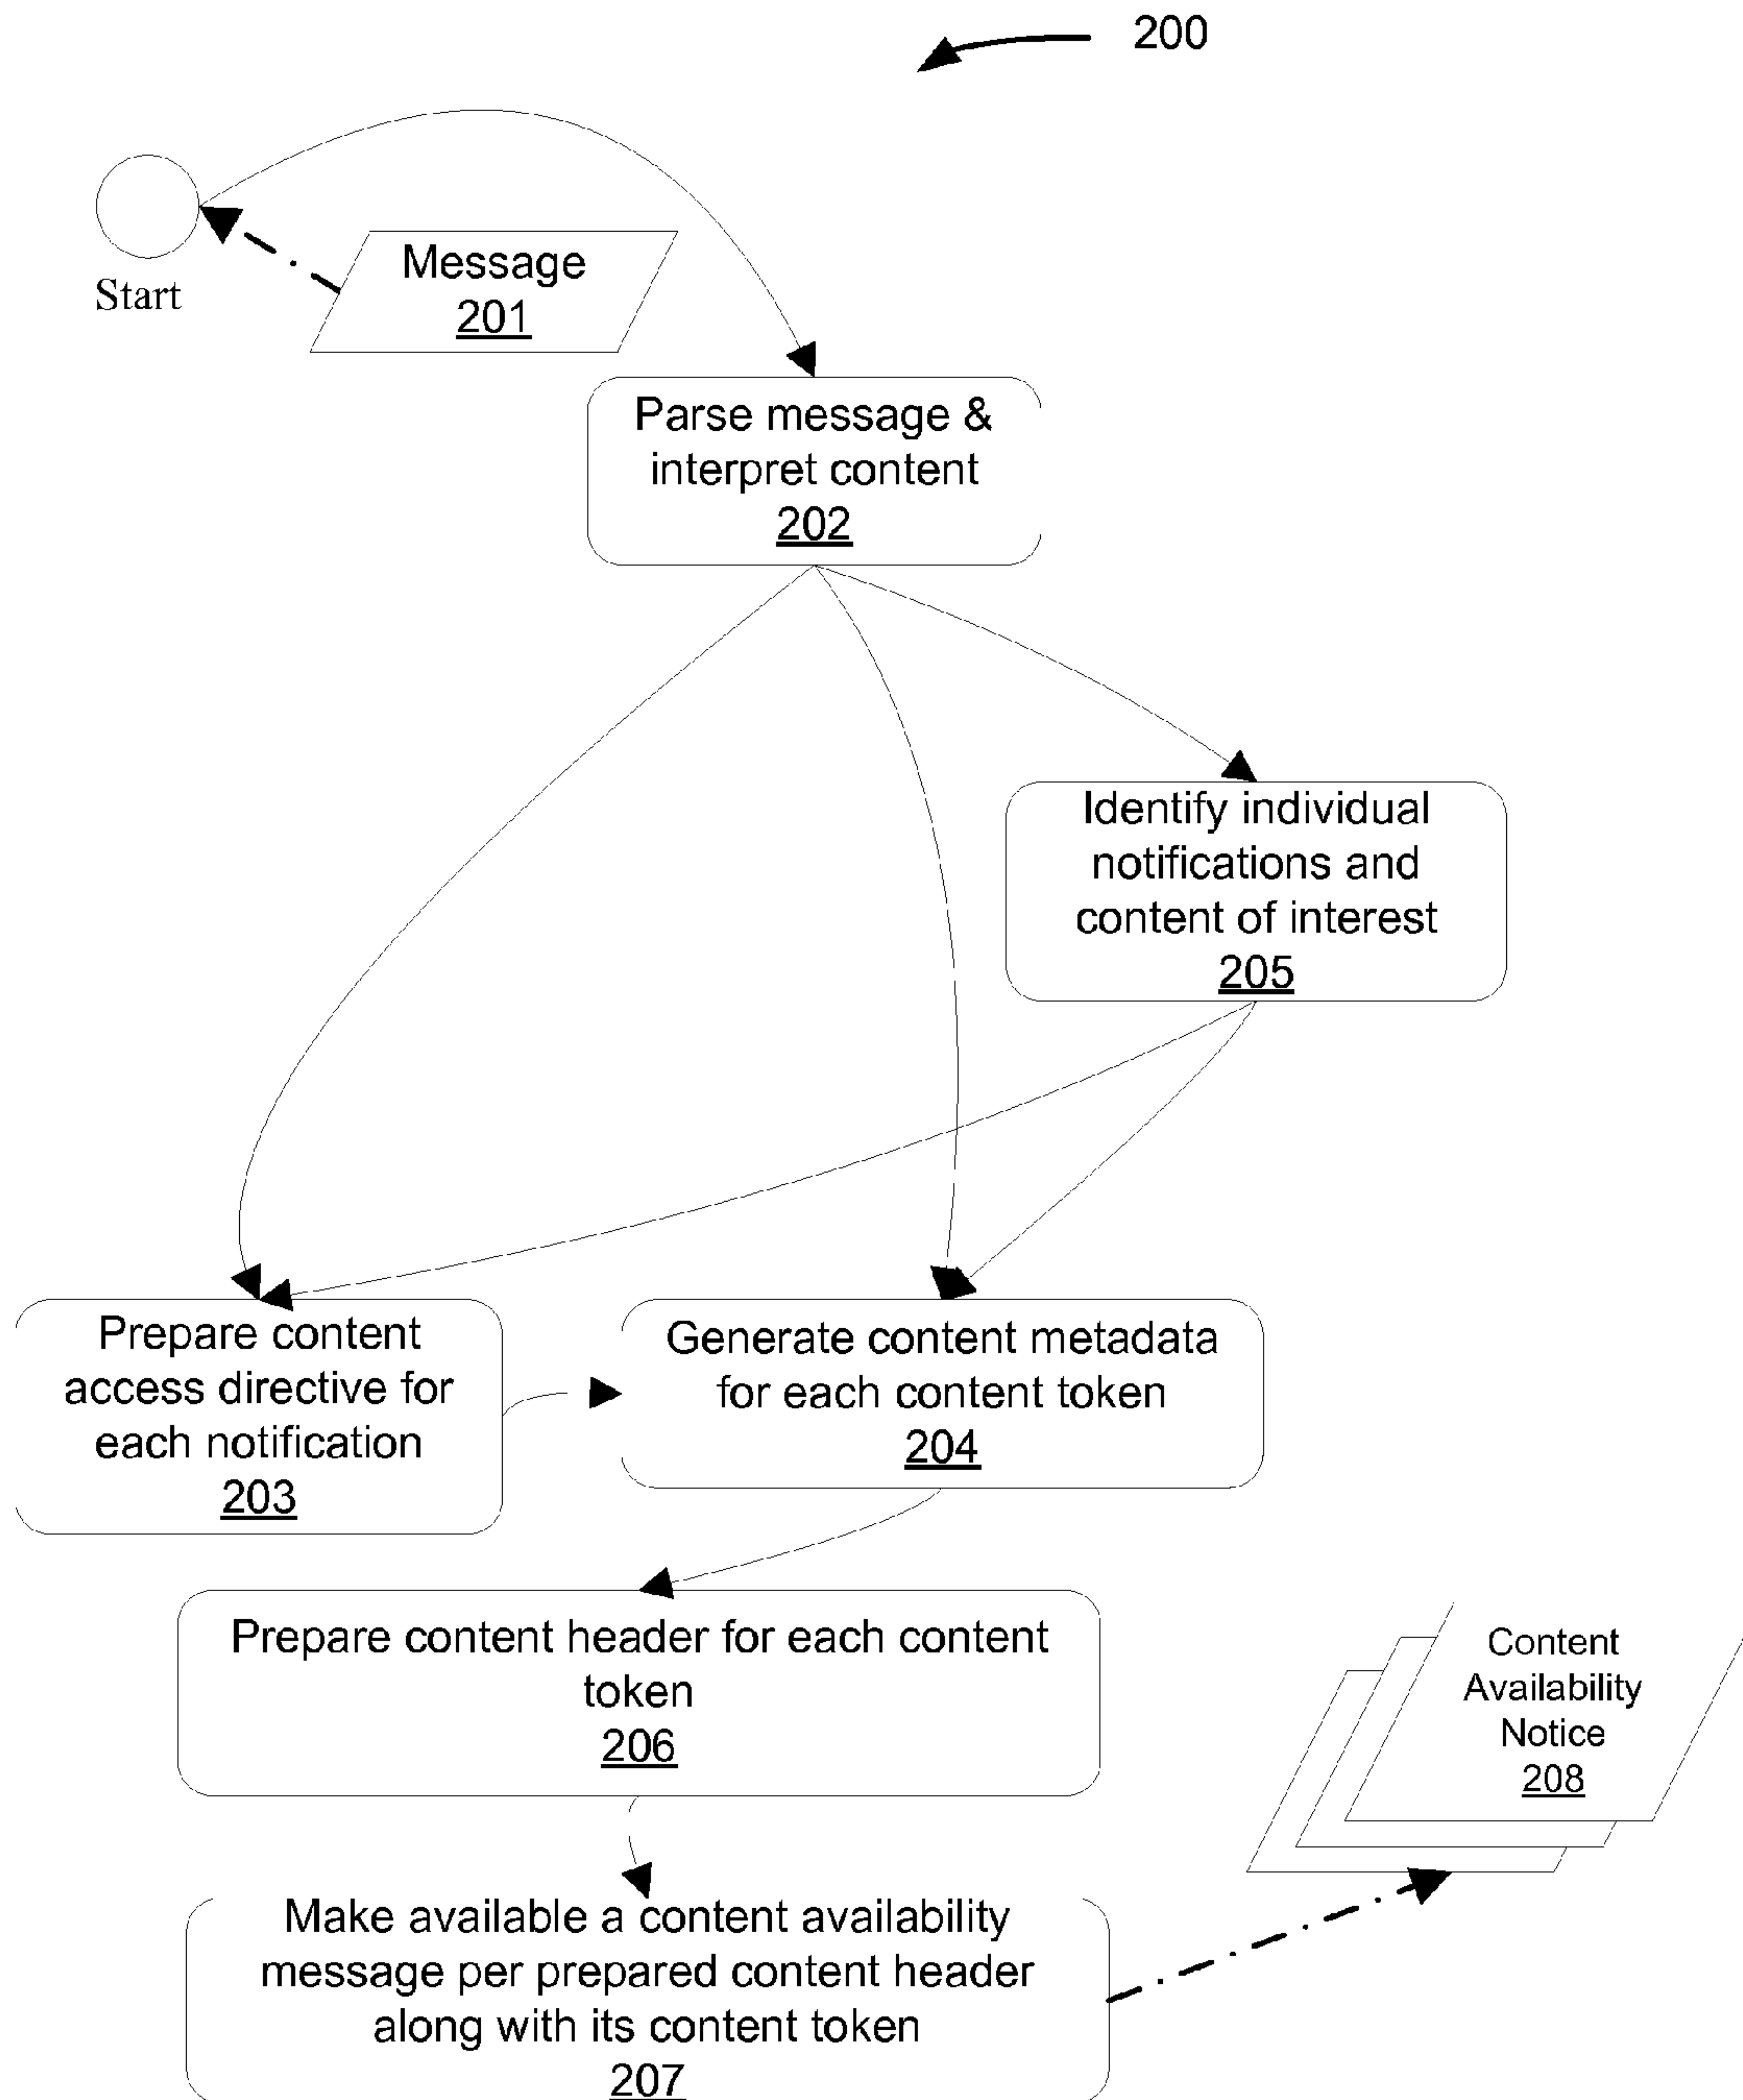 200
Start
Message
201
Parse message &
interpret content
202
Identify individual
notifications and
content of interest
205
Prepare content
access directive for
each notification
203
Generate content metadata
for each content token
204
Prepare content header for each content
token
206
Content
Availability
Notice
208
Make available a content availability
message per prepared content header
along with its content token
207